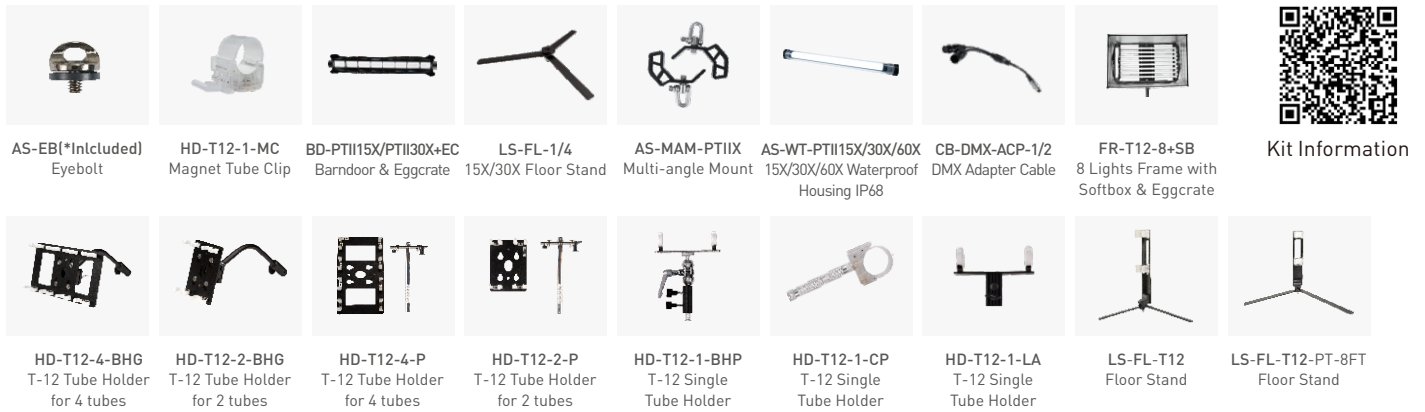 AS-EB(*Inlcluded)
Eyebolt
HD-T12-1-MC
Magnet Tube Clip
BD-PTII15X/PTII30X+EC
Barndoor & Eggcrate
LS-FL-1/4
15X/30X Floor Stand
AS-MAM-PTIIX
Multi-angle Mount
AS-WT-PTII15X/30X/60X
15X/30X/60X Waterproof
Housing IP68
CB-DMX-ACP-1/2
DMX Adapter Cable
FR-T12-8+SB
8 Lights Frame with
Softbox & Eggcrate
Kit Information
HD-T12-4-BHG
T-12 Tube Holder
for 4 tubes
HD-T12-2-BHG
T-12 Tube Holder
for 2 tubes
HD-T12-4-P
T-12 Tube Holder
for 4 tubes
HD-T12-2-P
T-12 Tube Holder
for 2 tubes
HD-T12-1-BHP
T-12 Single
Tube Holder
HD-T12-1-CP
T-12 Single
Tube Holder
HD-T12-1-LA
T-12 Single
Tube Holder
LS-FL-T12
Floor Stand
LS-FL-T12-PT-8FT
Floor Stand